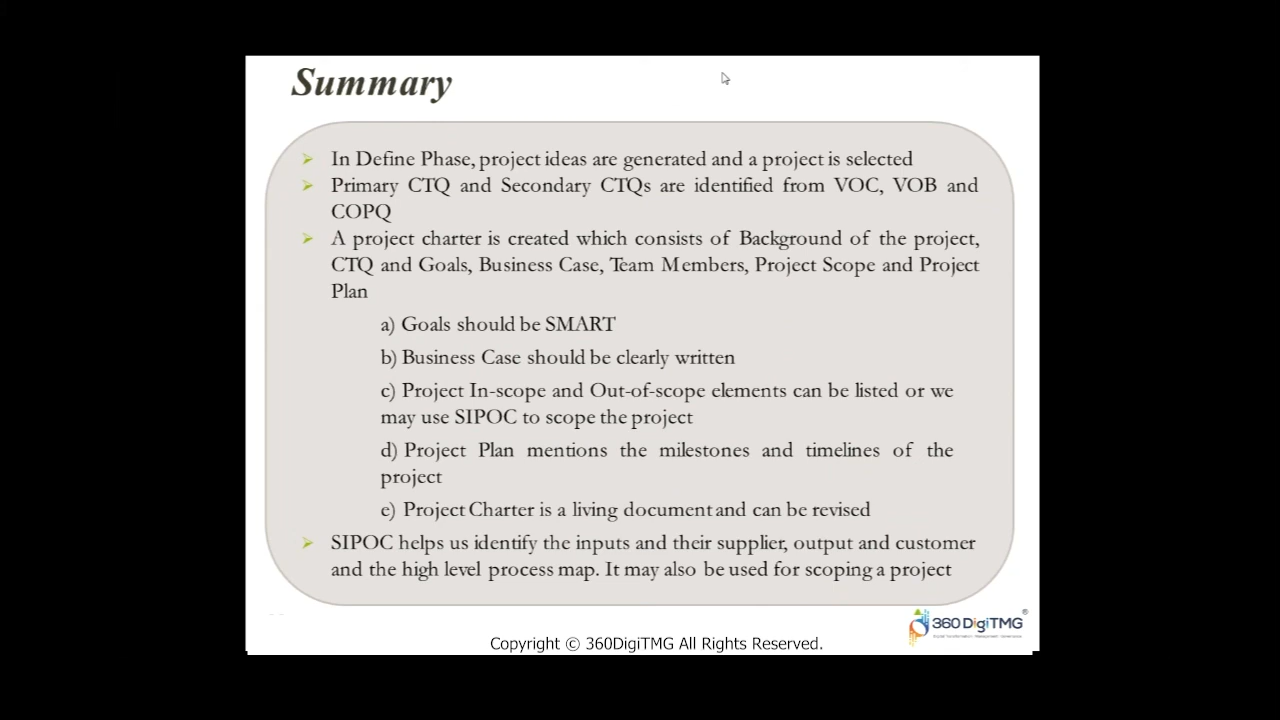 Summary
In Define Phase, project ideas are generated and a project is selected
Primary CTQ and Secondary CTQs are identified from VOC, VOB and
COPQ
A project charter is created which consists of Background of the project,
CTQ and Goals, Business Case, Team Members, Project Scope and Project
Plan
a) Goals should be SMART
b) Business Case should be clearly written
c) Project In-scope and Out-of-scope elements can be listed or we
may use SIPOC to scope the project
d) Project Plan mentions the milestones and timelines of the
project
e) Project Charter is a living document and can be revised
SIPOC helps us identify the inputs and their supplier, output and customer
and the high level process map. It may also be used for scoping a project
360DigiTMG®
Copyright © 360DigiTMG All Rights Reserved.